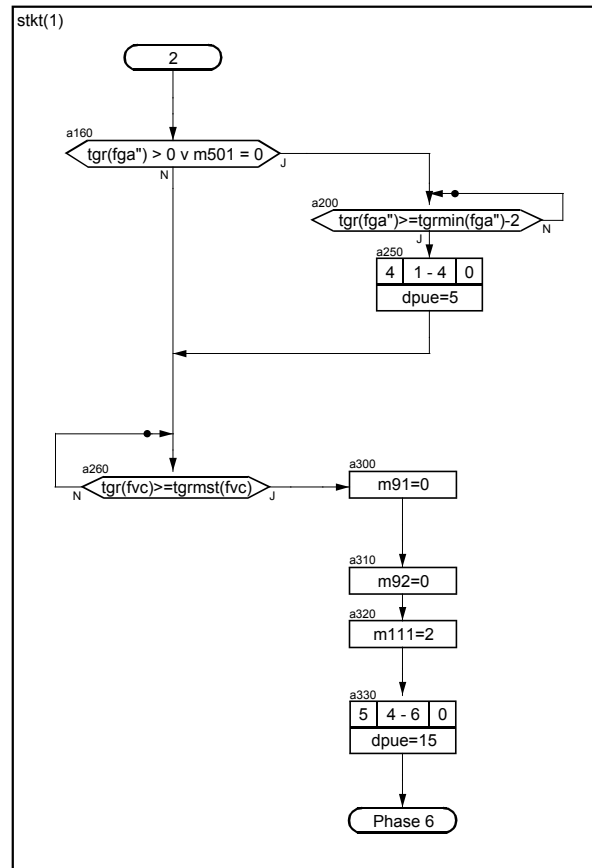 stkt(1)
2
a160
tgr(fga") > 0 v m501 = 0
J
N
a200
tgr(fga")>=tgrmin(fga")-2
N
J
a250
4 1 - 4 0
dpue=5
a260
tgr(fvc)>=tgrmst(fvc)
N
J
a300
m91=0
a310
m92=0
a320
m111=2
a330
5 4 - 6 0
dpue=15
Phase 6